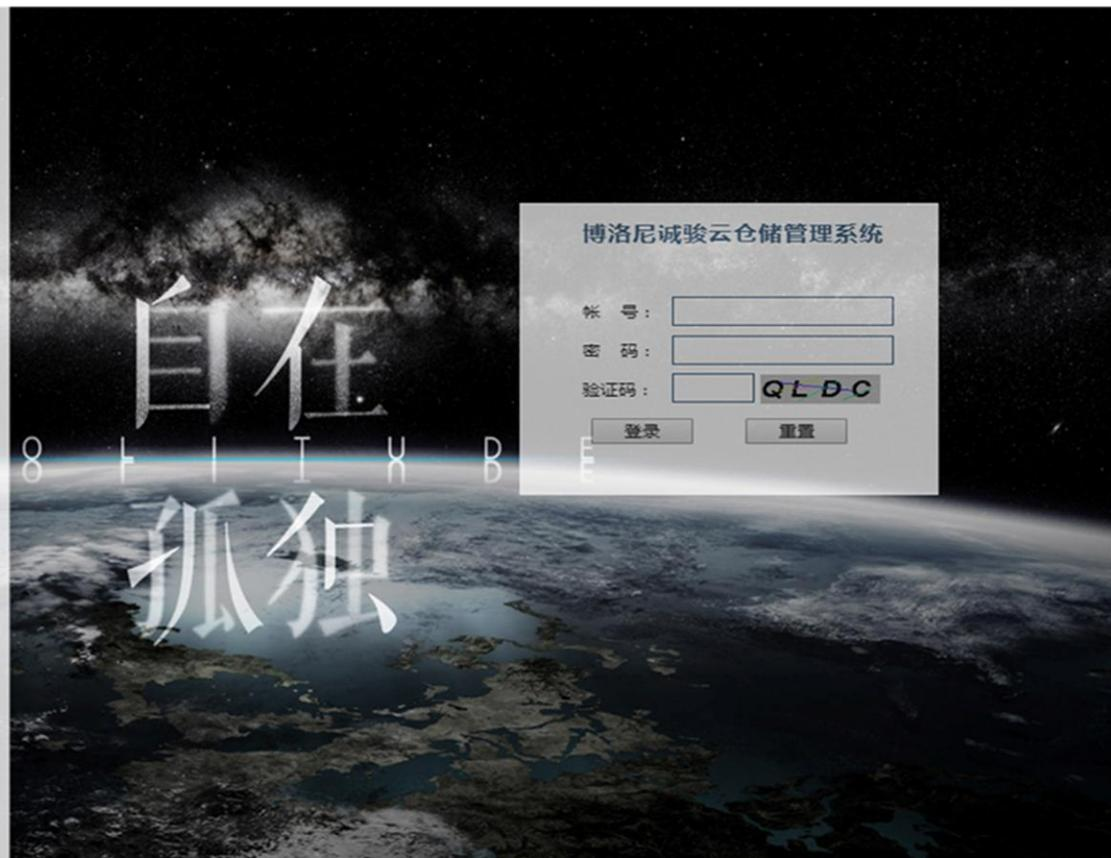 自在
OLITUDE
孤独
博洛尼诚骏云仓储管理系统
帐 号：
密 码：
验证码： QLDC
登录 重置